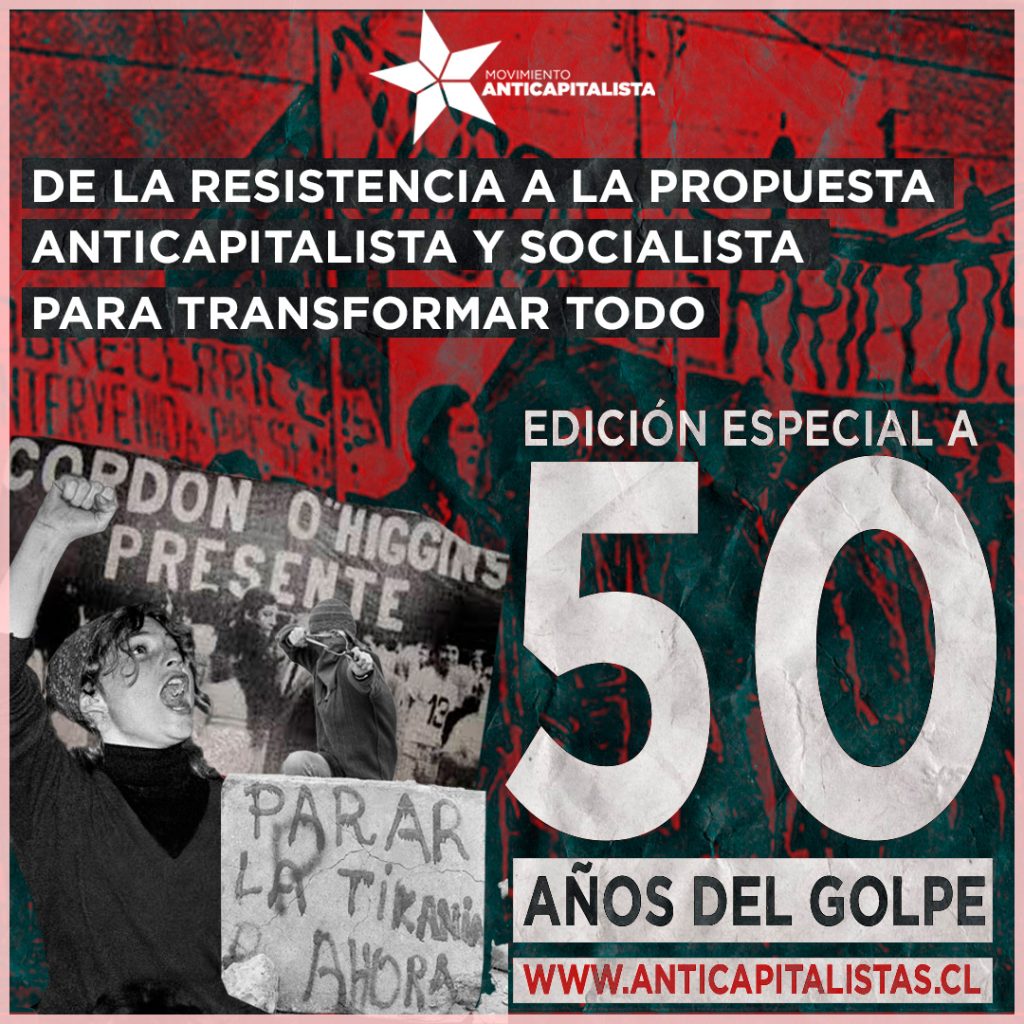 MOVIMIENTO
ANTICAPITALISTA
DE LA RESISTENCIA A LA PROPUESTA
ANTICAPITALISTA Y SOCIALISTA
PARA TRANSFORMAR TODO
EDICIÓN ESPECIAL A
50
AÑOS DEL GOLPE
WWW.ANTICAPITALISTAS.CL
CORDON O'HIGGINS
PRESENTE
13
PARAR
LA TIRANIA
AHORA